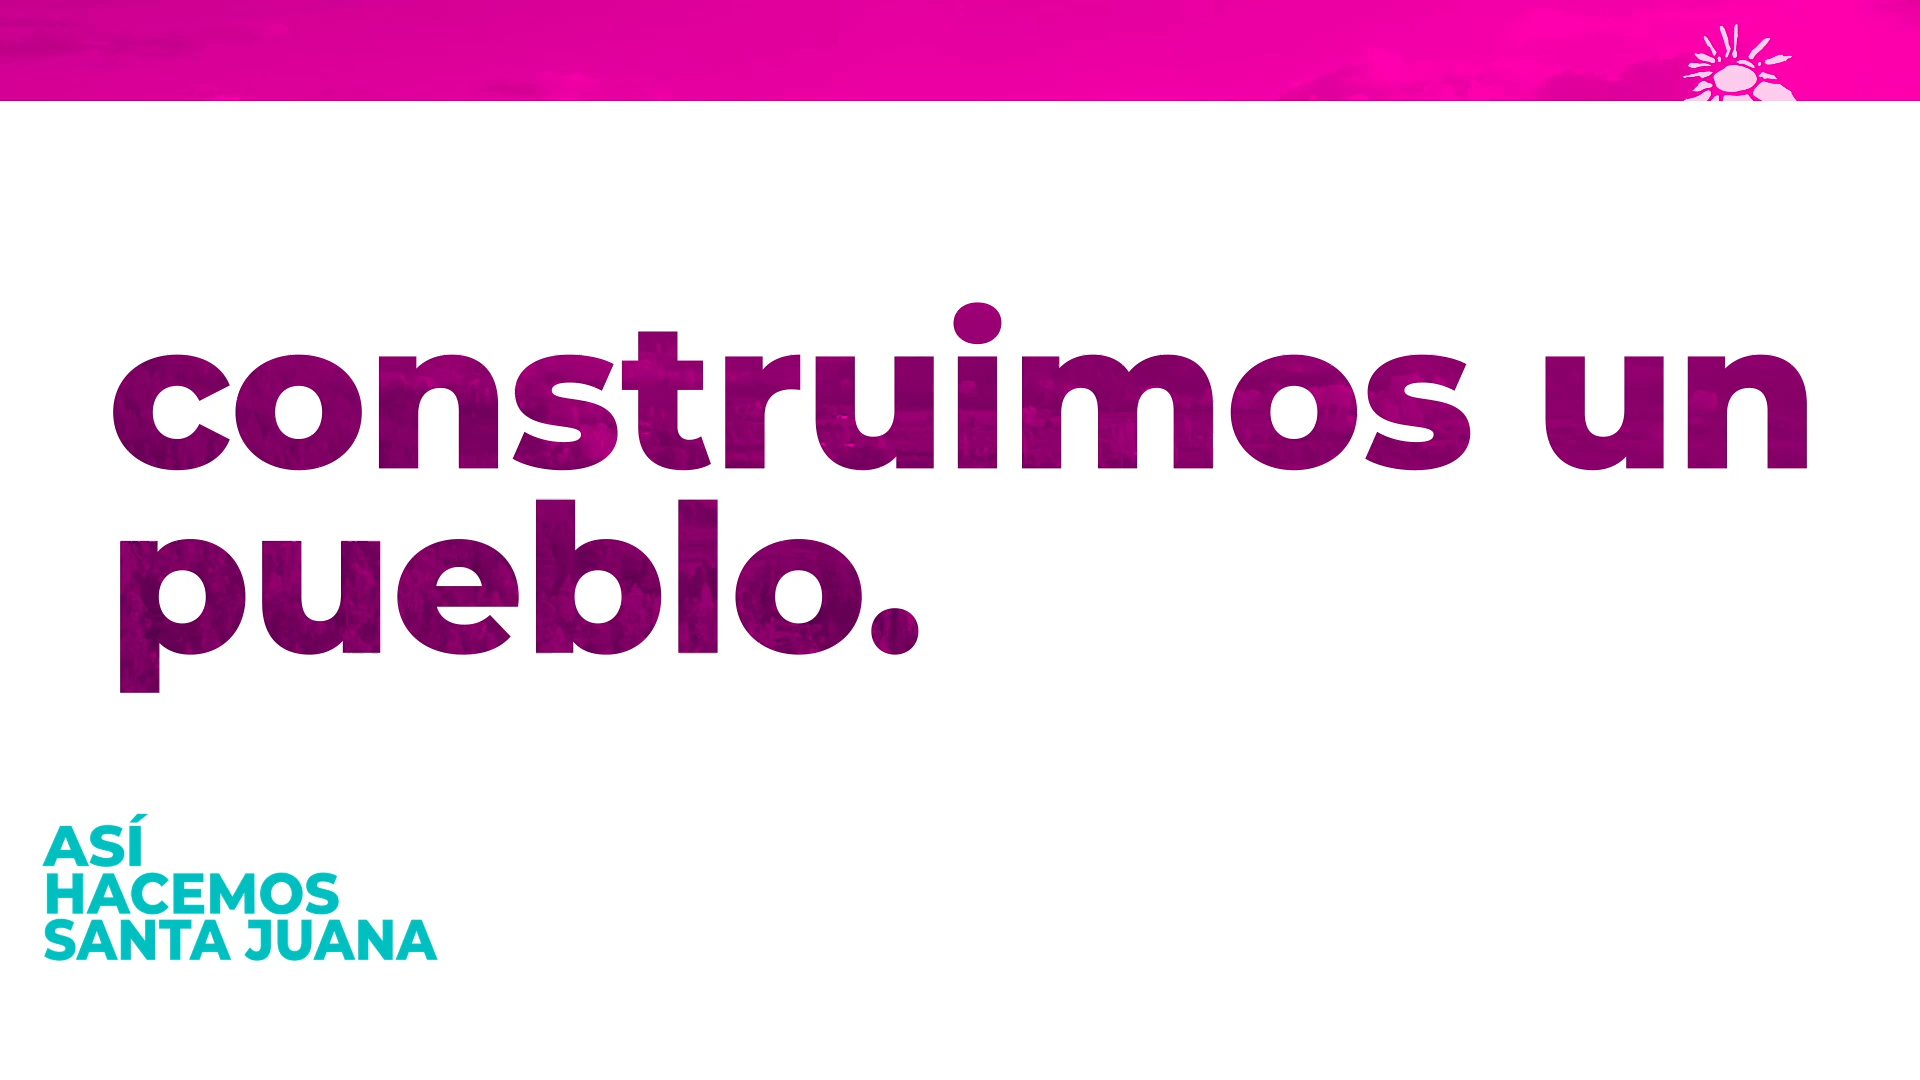 construimos un
pueblo.
ASÍ
HACEMOS
SANTA JUANA